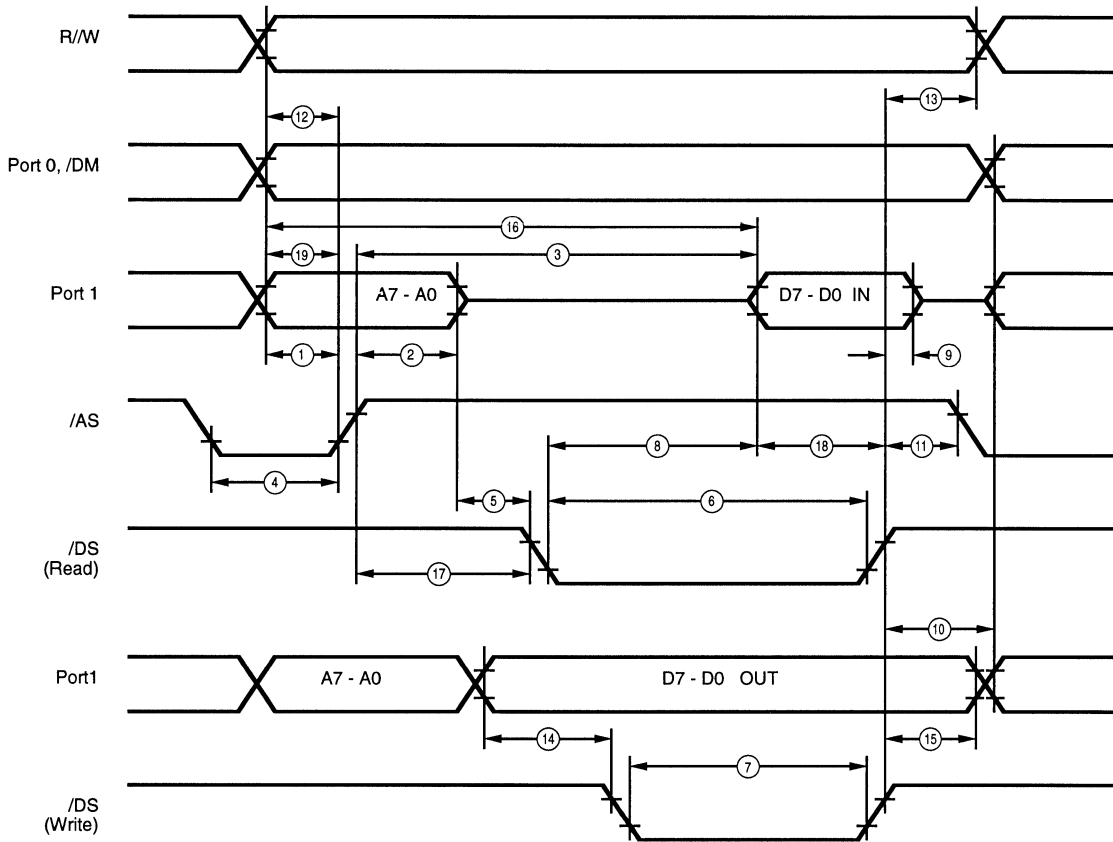 R//W
13
12
Port 0, /DM
16
19
3
Port 1
A7 - A0
D7 - D0 IN
1
2
9
/AS
8
18
11
4
5
6
/DS
(Read)
17
10
Port1
A7 - A0
D7 - D0 OUT
14
15
7
/DS
(Write)